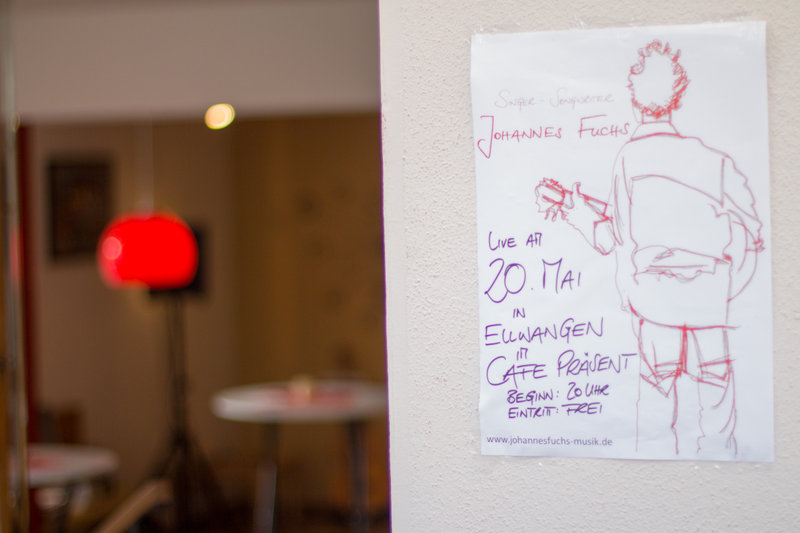 Singer-Songwriter
Johannes Fuchs
Live am
20. Mai
in
Ellwangen
im
Cafe Präsent
Beginn: 20 Uhr
Eintritt: frei
www.johannesfuchs-musik.de